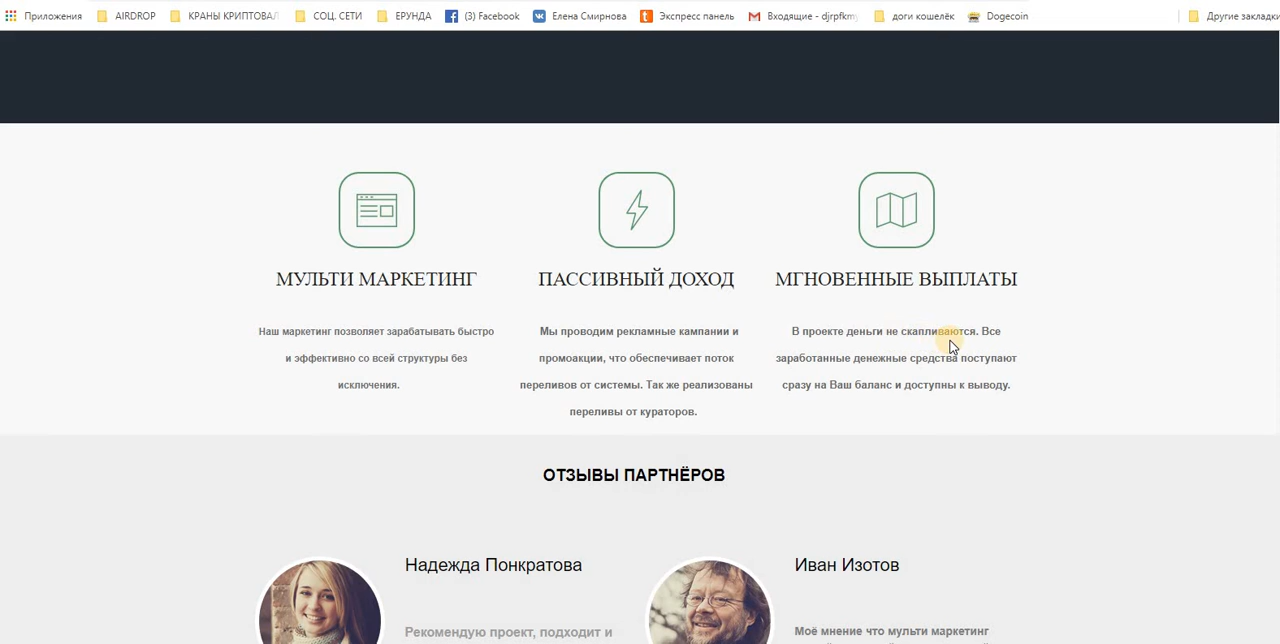 Приложения AIRDROP КРАНЫ КРИПТОВАЛ СОЦ. СЕТИ ЕРУНДА (3) Facebook Елена Смирнова Экспресс панель Входящие - djrpfkmy доги кошелёк Dogecoin Другие закладки
МУЛЬТИ МАРКЕТИНГ
Наш маркетинг позволяет зарабатывать быстро
и эффективно со всей структуры без
исключения.
ПАССИВНЫЙ ДОХОД
Мы проводим рекламные кампании и
промоакции, что обеспечивает поток
переливов от системы. Так же реализованы
переливы от кураторов.
МГНОВЕННЫЕ ВЫПЛАТЫ
В проекте деньги не скапливаются. Все
заработанные денежные средства поступают
сразу на Ваш баланс и доступны к выводу.
ОТЗЫВЫ ПАРТНЁРОВ
Надежда Понкратова
Рекомендую проект, подходит и
Иван Изотов
Моё мнение что мульти маркетинг